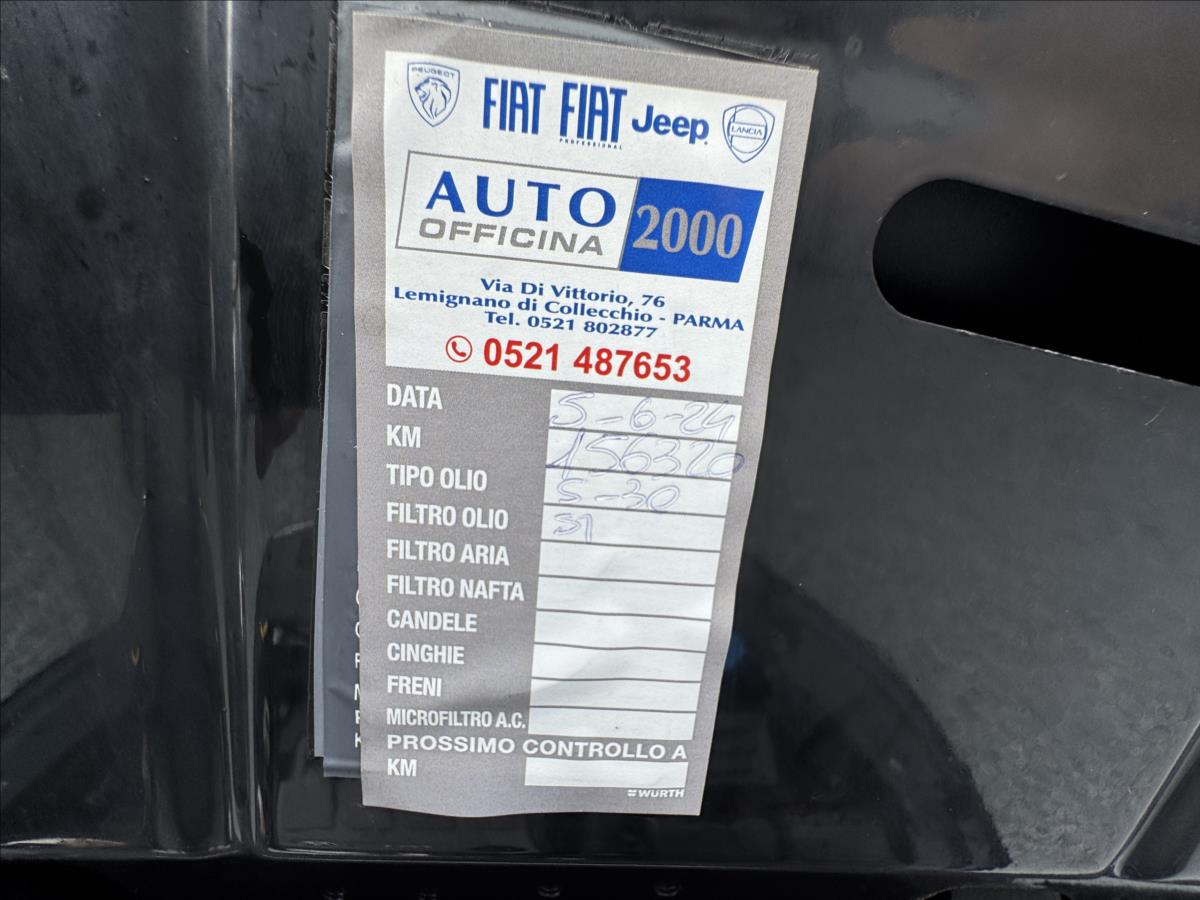 PEUGEOT
FIAT FIAT Jeep LANCIA
PROFESSIONAL
AUTO 2000
OFFICINA
Via Di Vittorio, 76
Lemignano di Collecchio - PARMA
Tel. 0521 802877
0521 487653
DATA 5-6-24
KM 156320
TIPO OLIO 5-30
FILTRO OLIO SI
FILTRO ARIA
FILTRO NAFTA
CANDELE
CINGHIE
FRENI
MICROFILTRO A.C.
PROSSIMO CONTROLLO A
KM
WÜRTH